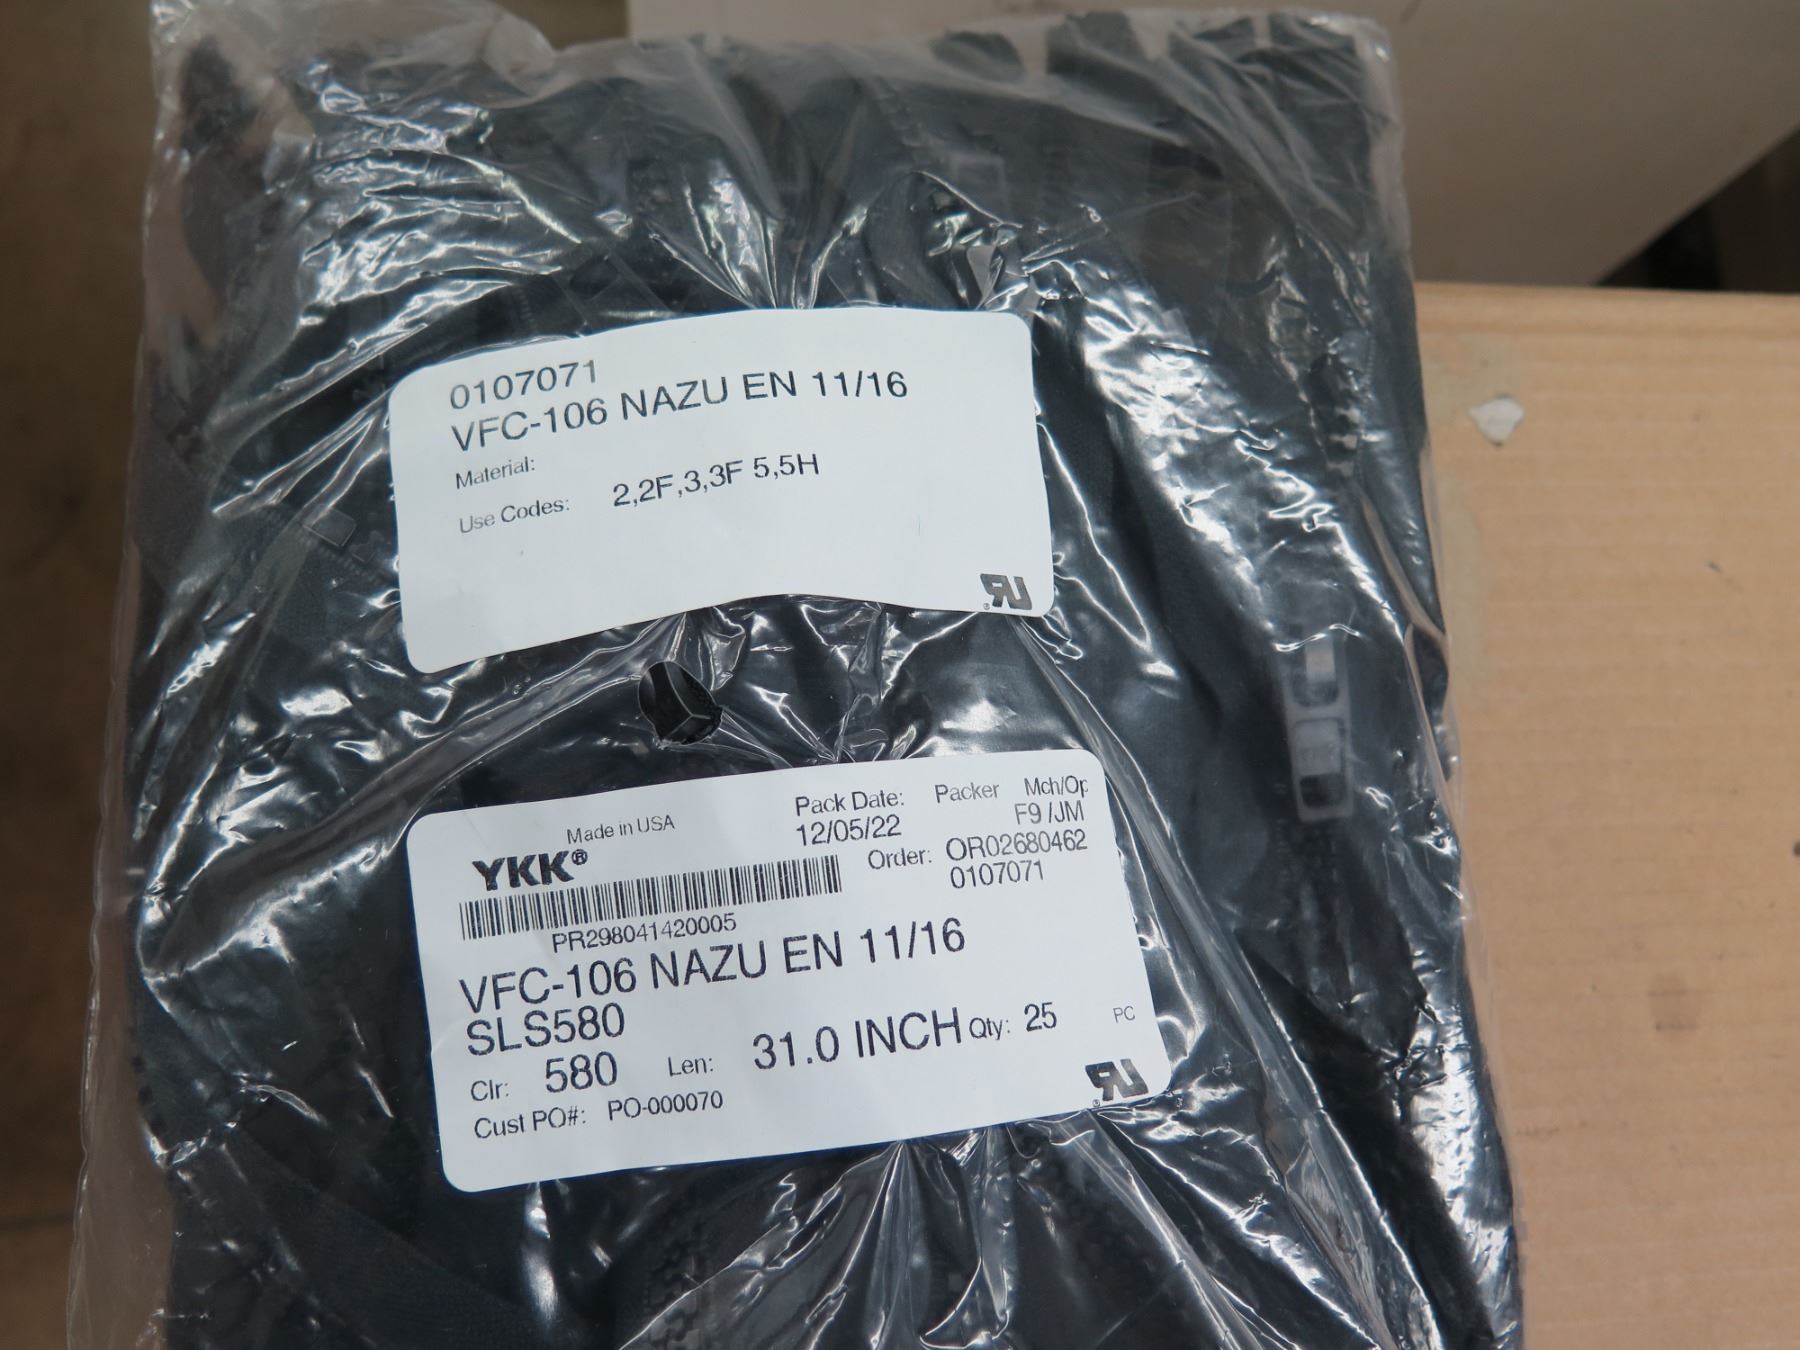 0107071
VFC-106 NAZU EN 11/16
Material:
Use Codes: 2,2F,3,3F 5,5H
Made in USA
YKK®
Pack Date: Packer Mch/Op
12/05/22 F9 /JM
Order: OR02680462
0107071
PR298041420005
VFC-106 NAZU EN 11/16
SLS580
Clr: 580 Len: 31.0 INCH Qty: 25 PC
Cust PO#: PO-000070